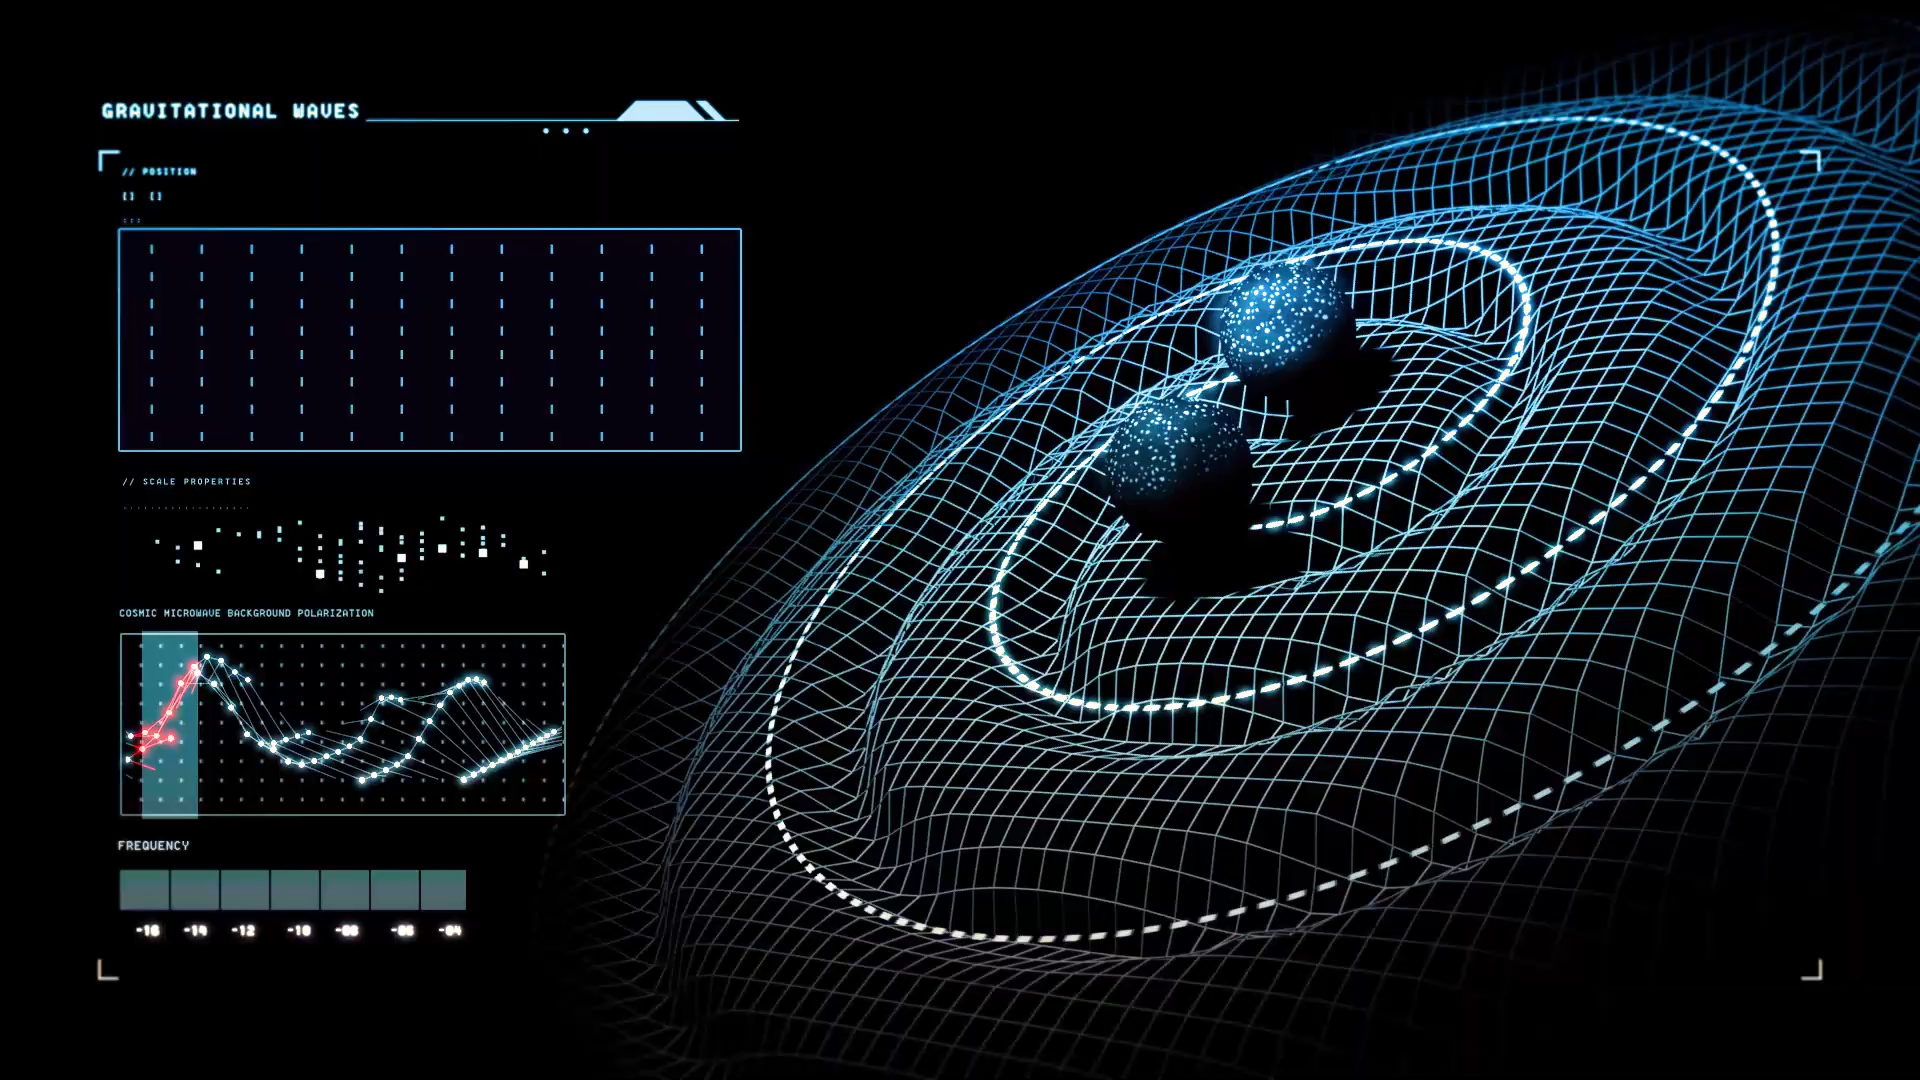 GRAVITATIONAL WAVES
// POSITION
[] []
// SCALE PROPERTIES
COSMIC MICROWAVE BACKGROUND POLARIZATION
FREQUENCY
-16 -14 -12 -10 -08 -06 -04